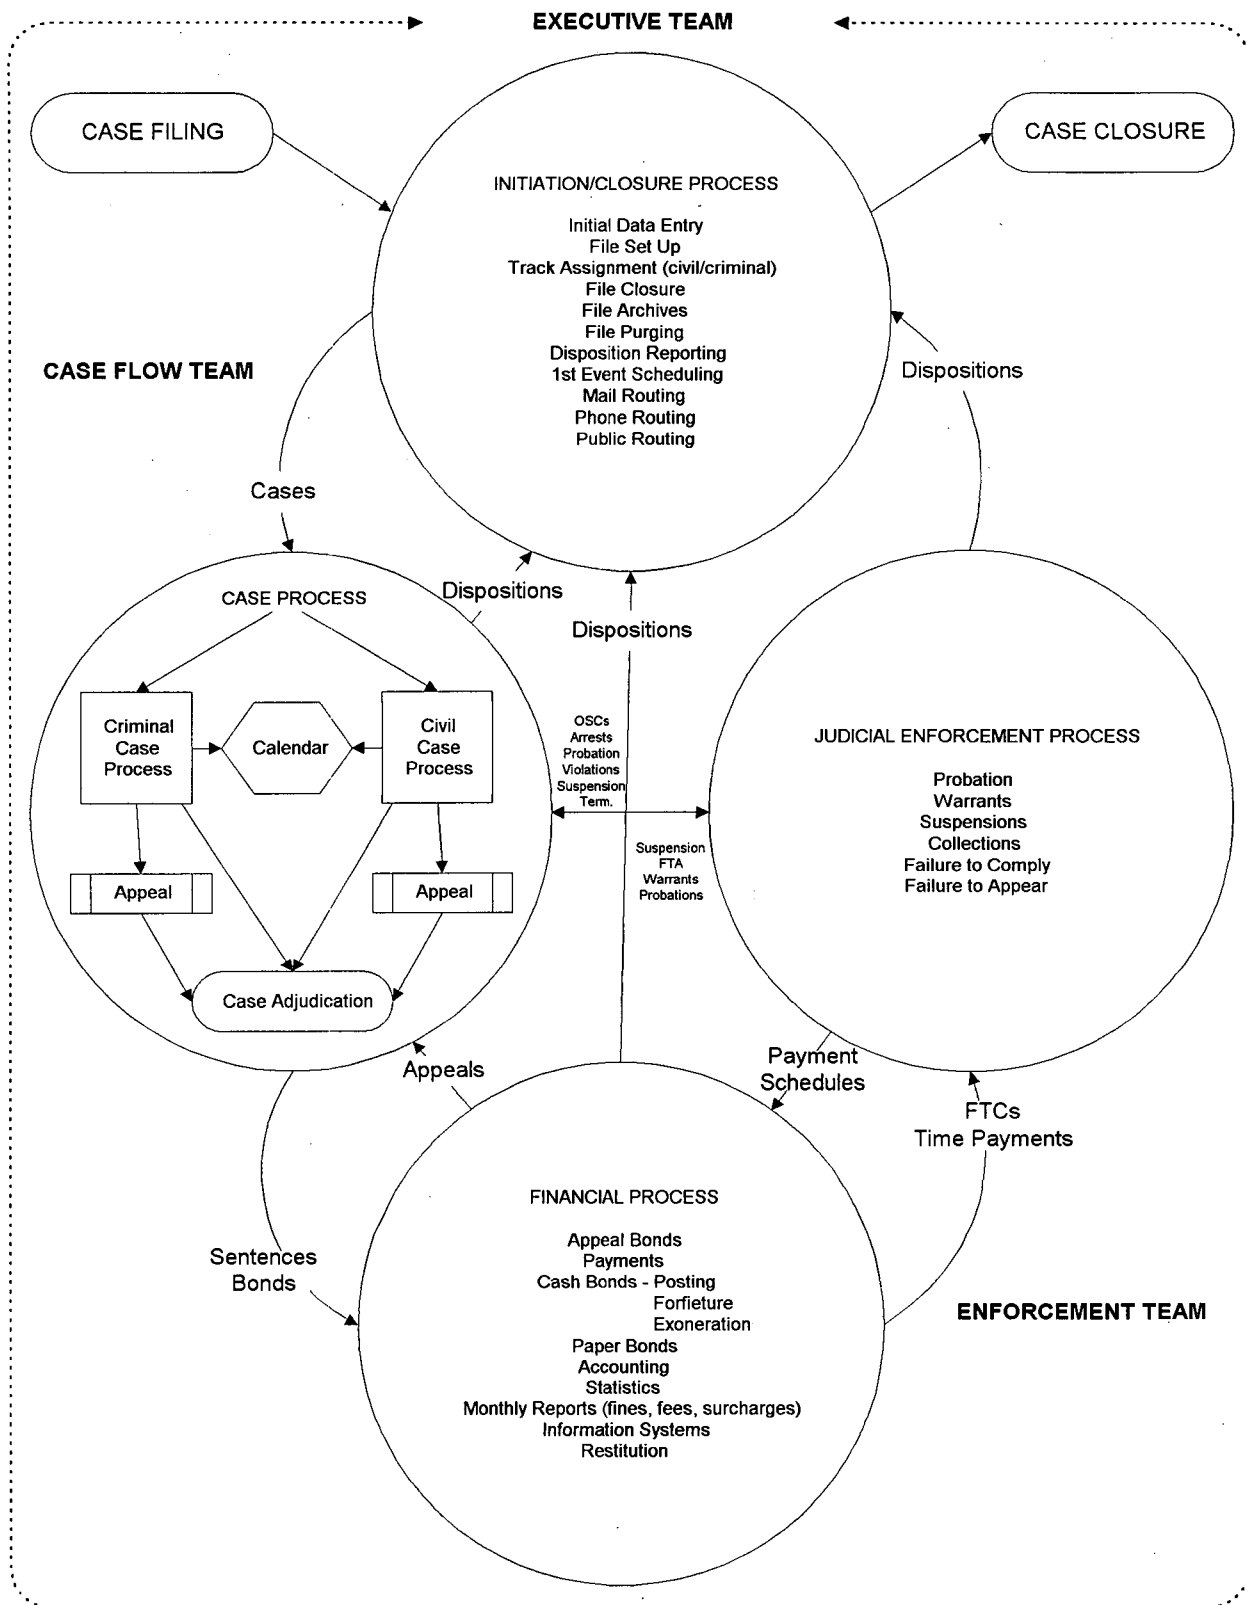 EXECUTIVE TEAM
CASE FILING
CASE CLOSURE
INITIATION/CLOSURE PROCESS
Initial Data Entry
File Set Up
Track Assignment (civil/criminal)
File Closure
File Archives
File Purging
Disposition Reporting
1st Event Scheduling
Mail Routing
Phone Routing
Public Routing
CASE FLOW TEAM
Dispositions
Cases
Dispositions
Dispositions
CASE PROCESS
Criminal
Case
Process
Calendar
Civil
Case
Process
Appeal
Appeal
Case Adjudication
OSCs
Arrests
Probation
Violations
Suspension
Term.
Suspension
FTA
Warrants
Probations
JUDICIAL ENFORCEMENT PROCESS
Probation
Warrants
Suspensions
Collections
Failure to Comply
Failure to Appear
Appeals
Payment
Schedules
FTCs
Time Payments
Sentences
Bonds
FINANCIAL PROCESS
Appeal Bonds
Payments
Cash Bonds - Posting
Forfieture
Exoneration
Paper Bonds
Accounting
Statistics
Monthly Reports (fines, fees, surcharges)
Information Systems
Restitution
ENFORCEMENT TEAM